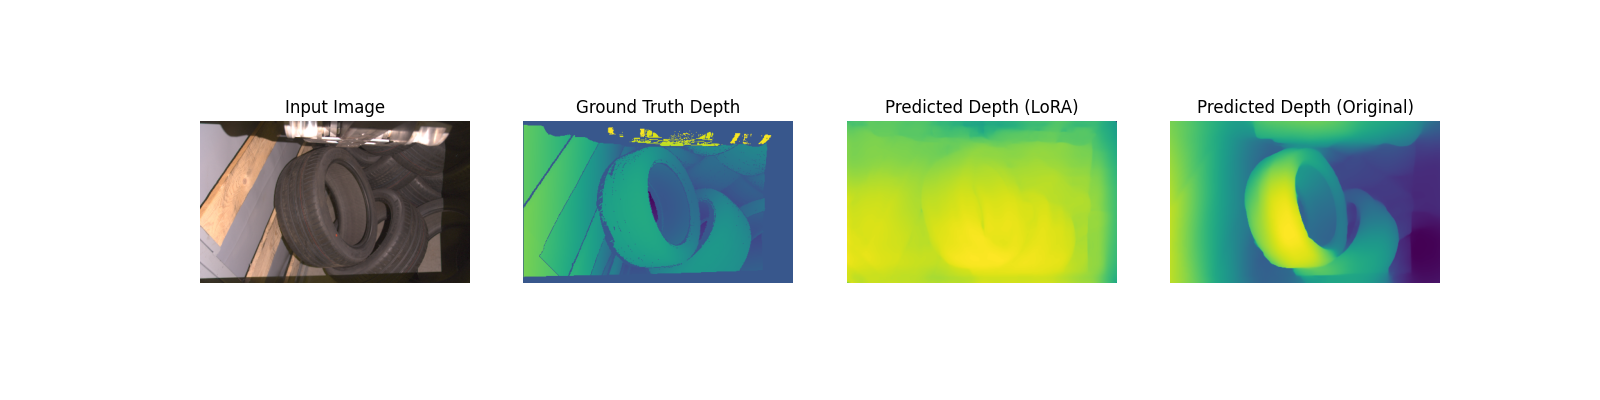 Input Image
Ground Truth Depth
Predicted Depth (LoRA)
Predicted Depth (Original)